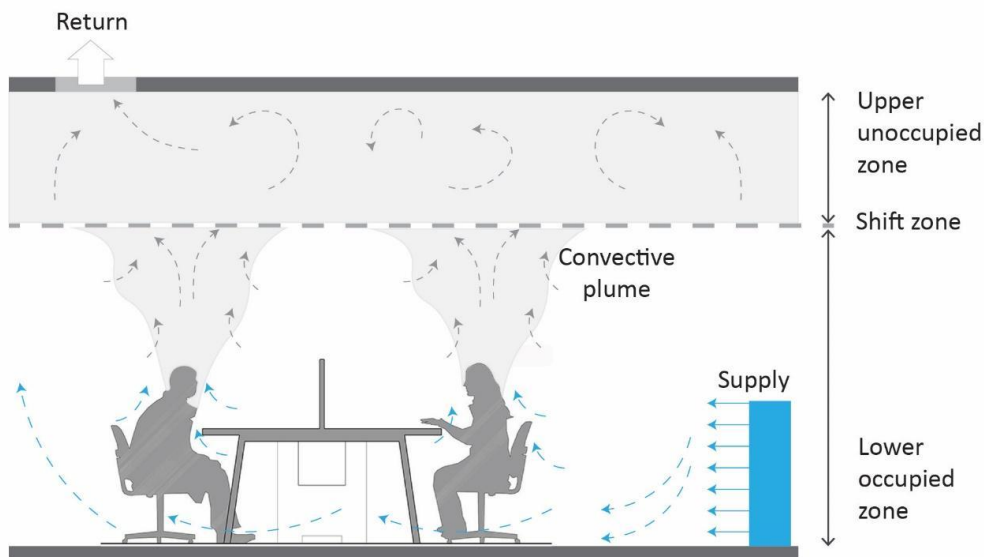 Return
Upper
unoccupied
zone
Shift zone
Convective
plume
Supply
Lower
occupied
zone